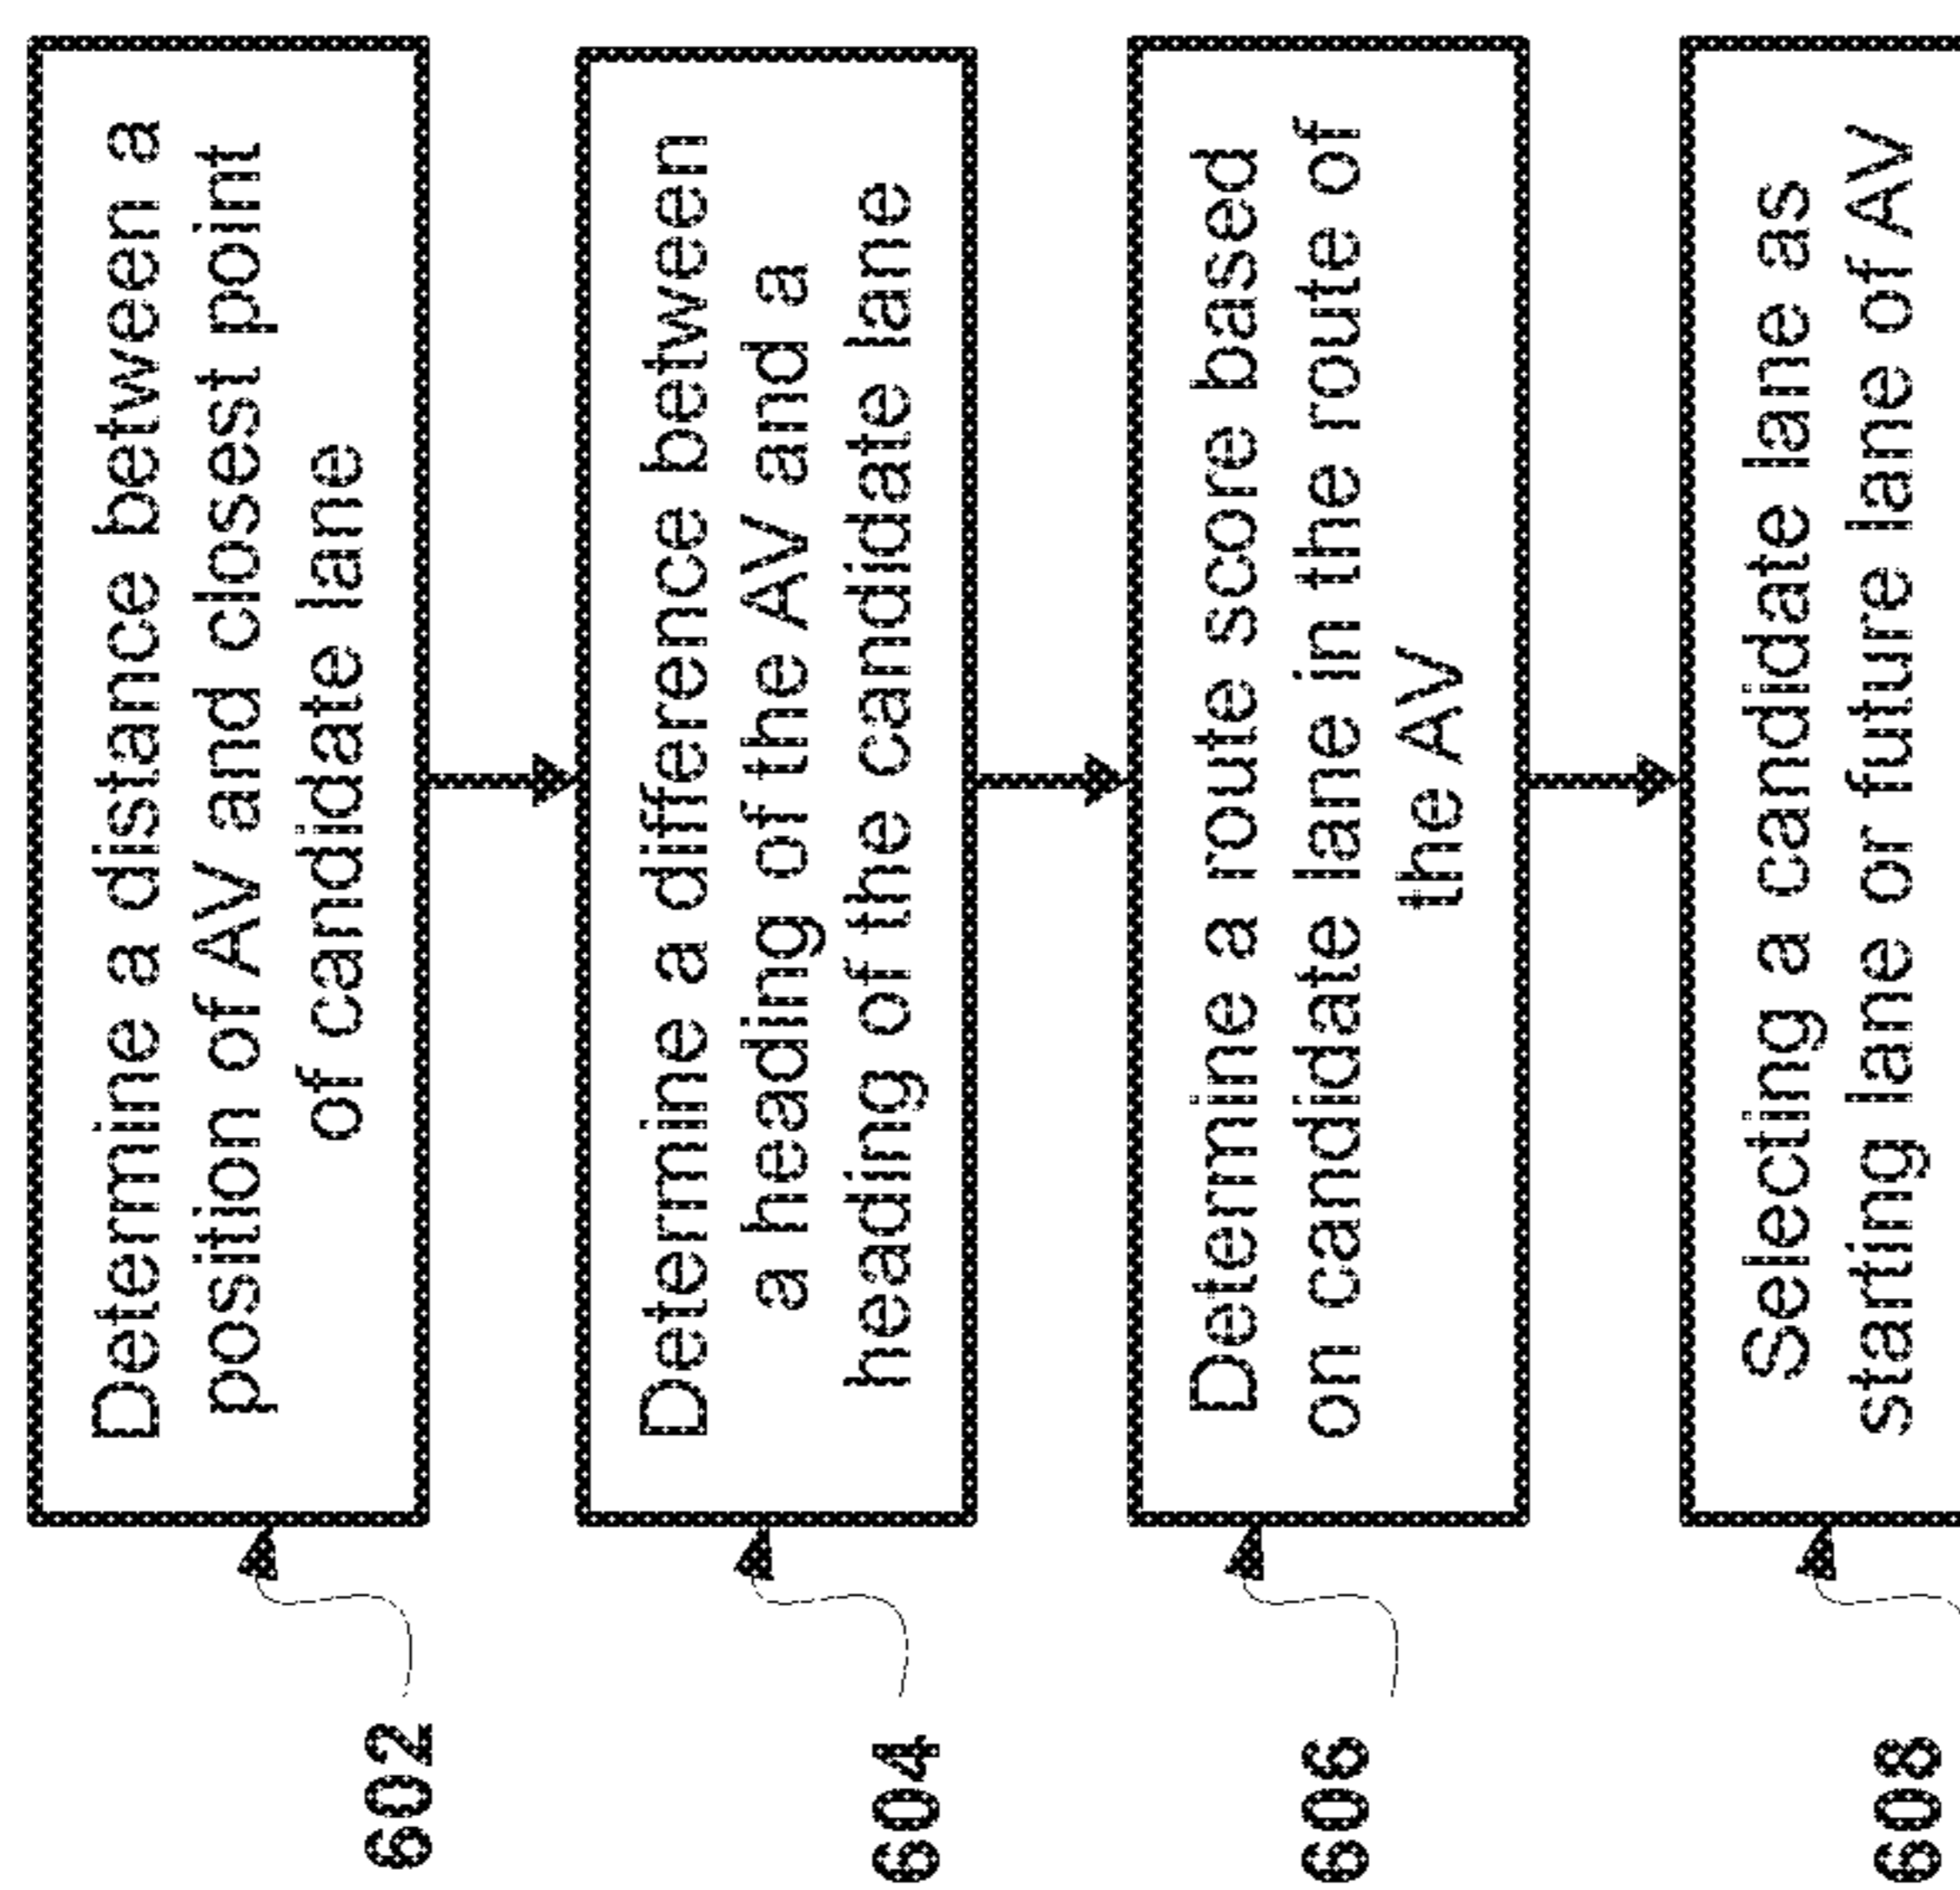 602
Determine a distance between a
position of AV and closest point
of candidate lane
604
Determine a difference between
a heading of the AV and a
heading of the candidate lane
606
Determine a route score based
on candidate lane in the route of
the AV
608
Selecting a candidate lane as
starting lane or future lane of AV